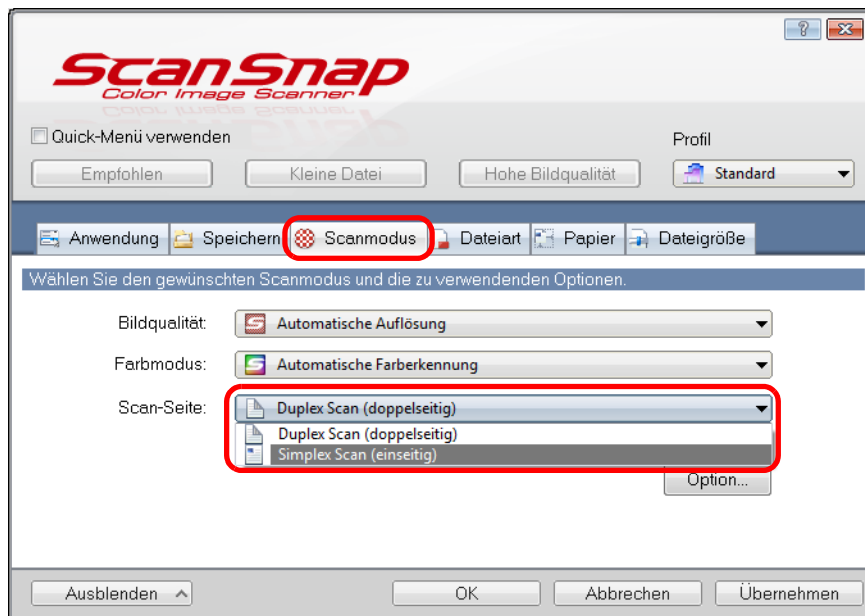 ScanSnap
Color Image Scanner
Quick-Menü verwenden
Profil
Empfohlen Kleine Datei Hohe Bildqualität Standard
Anwendung Speichern Scanmodus Dateiart Papier Dateigröße
Wählen Sie den gewünschten Scanmodus und die zu verwendenden Optionen.
Bildqualität: Automatische Auflösung
Farbmodus: Automatische Farberkennung
Scan-Seite: Duplex Scan (doppelseitig)
Duplex Scan (doppelseitig)
Simplex Scan (einseitig)
Option...
Ausblenden OK Abbrechen Übernehmen